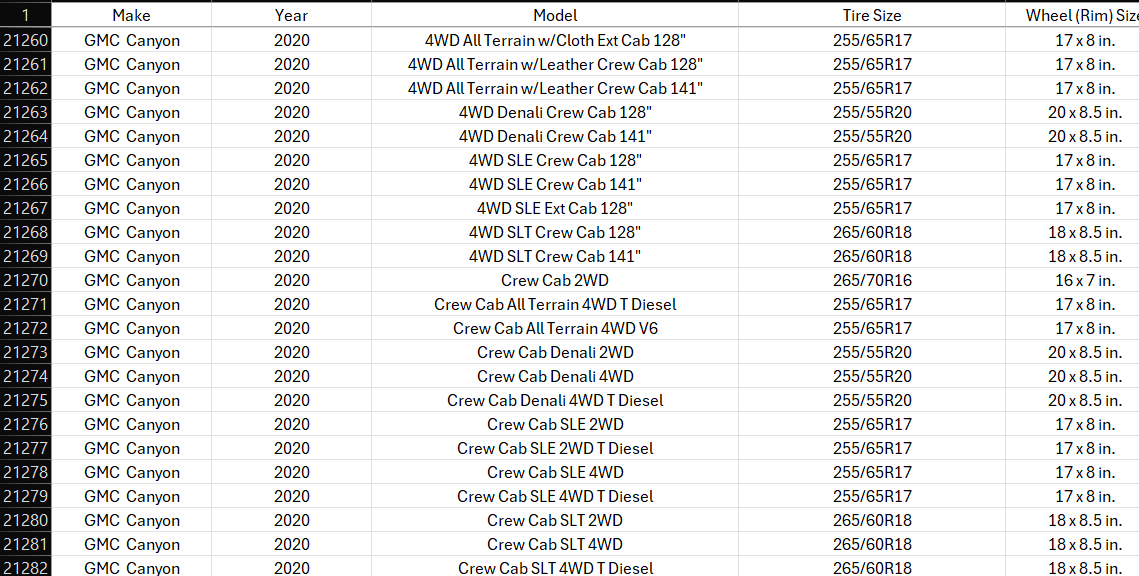 1 Make Year Model Tire Size Wheel (Rim) Size
21260 GMC Canyon 2020 4WD All Terrain w/Cloth Ext Cab 128" 255/65R17 17 x 8 in.
21261 GMC Canyon 2020 4WD All Terrain w/Leather Crew Cab 128" 255/65R17 17 x 8 in.
21262 GMC Canyon 2020 4WD All Terrain w/Leather Crew Cab 141" 255/65R17 17 x 8 in.
21263 GMC Canyon 2020 4WD Denali Crew Cab 128" 255/55R20 20 x 8.5 in.
21264 GMC Canyon 2020 4WD Denali Crew Cab 141" 255/55R20 20 x 8.5 in.
21265 GMC Canyon 2020 4WD SLE Crew Cab 128" 255/65R17 17 x 8 in.
21266 GMC Canyon 2020 4WD SLE Crew Cab 141" 255/65R17 17 x 8 in.
21267 GMC Canyon 2020 4WD SLE Ext Cab 128" 255/65R17 17 x 8 in.
21268 GMC Canyon 2020 4WD SLT Crew Cab 128" 265/60R18 18 x 8.5 in.
21269 GMC Canyon 2020 4WD SLT Crew Cab 141" 265/60R18 18 x 8.5 in.
21270 GMC Canyon 2020 Crew Cab 2WD 265/70R16 16 x 7 in.
21271 GMC Canyon 2020 Crew Cab All Terrain 4WD T Diesel 255/65R17 17 x 8 in.
21272 GMC Canyon 2020 Crew Cab All Terrain 4WD V6 255/65R17 17 x 8 in.
21273 GMC Canyon 2020 Crew Cab Denali 2WD 255/55R20 20 x 8.5 in.
21274 GMC Canyon 2020 Crew Cab Denali 4WD 255/55R20 20 x 8.5 in.
21275 GMC Canyon 2020 Crew Cab Denali 4WD T Diesel 255/55R20 20 x 8.5 in.
21276 GMC Canyon 2020 Crew Cab SLE 2WD 255/65R17 17 x 8 in.
21277 GMC Canyon 2020 Crew Cab SLE 2WD T Diesel 255/65R17 17 x 8 in.
21278 GMC Canyon 2020 Crew Cab SLE 4WD 255/65R17 17 x 8 in.
21279 GMC Canyon 2020 Crew Cab SLE 4WD T Diesel 255/65R17 17 x 8 in.
21280 GMC Canyon 2020 Crew Cab SLT 2WD 265/60R18 18 x 8.5 in.
21281 GMC Canyon 2020 Crew Cab SLT 4WD 265/60R18 18 x 8.5 in.
21282 GMC Canyon 2020 Crew Cab SLT 4WD T Diesel 265/60R18 18 x 8.5 in.